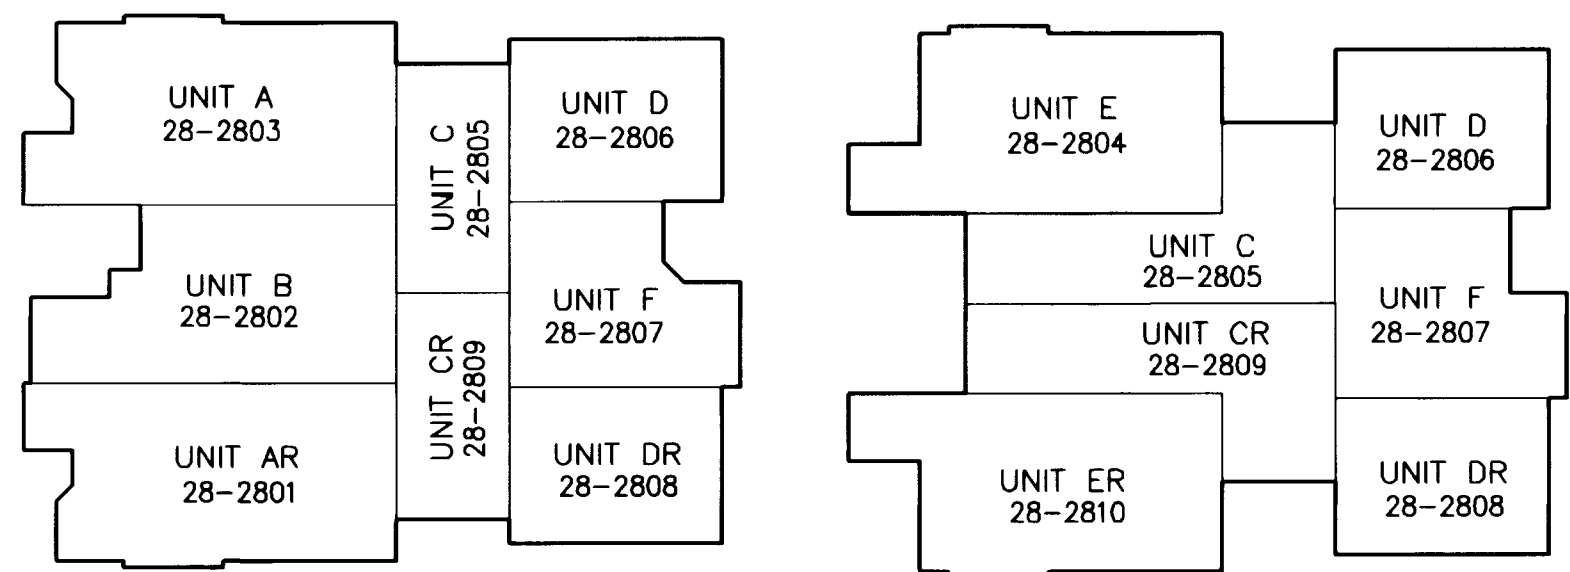 UNIT A
28-2803
UNIT C
28-2805
UNIT D
28-2806
UNIT B
28-2802
UNIT F
28-2807
UNIT CR
28-2809
UNIT AR
28-2801
UNIT DR
28-2808
UNIT E
28-2804
UNIT D
28-2806
UNIT C
28-2805
UNIT F
28-2807
UNIT CR
28-2809
UNIT ER
28-2810
UNIT DR
28-2808